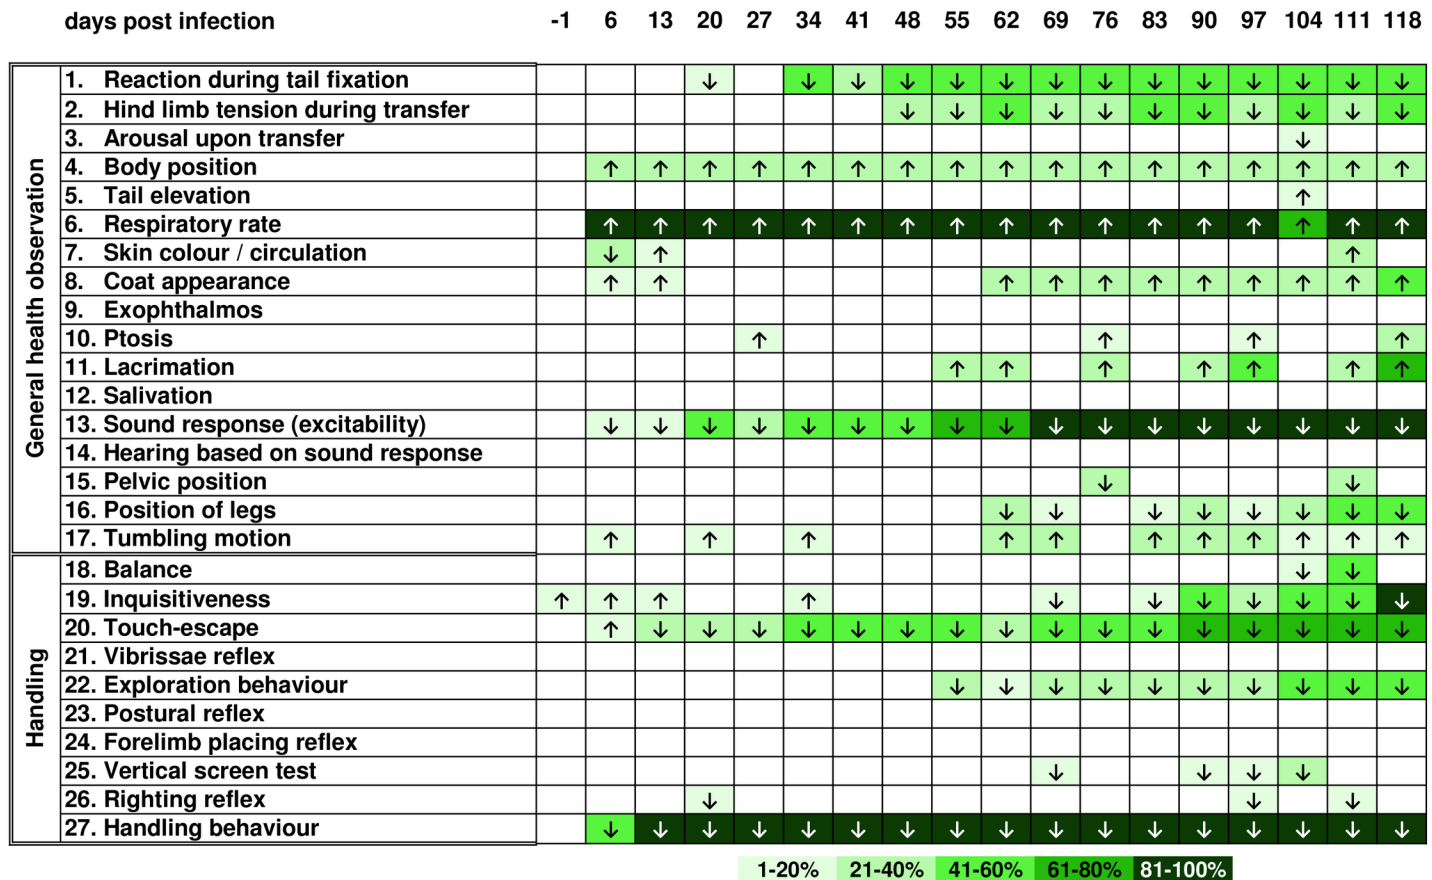 days post infection -1 6 13 20 27 34 41 48 55 62 69 76 83 90 97 104 111 118
General health observation
1. Reaction during tail fixation ↓ ↓ ↓ ↓ ↓ ↓ ↓ ↓ ↓ ↓ ↓ ↓ ↓ ↓
2. Hind limb tension during transfer ↓ ↓ ↓ ↓ ↓ ↓ ↓ ↓ ↓ ↓ ↓
3. Arousal upon transfer ↓
4. Body position ↑ ↑ ↑ ↑ ↑ ↑ ↑ ↑ ↑ ↑ ↑ ↑ ↑ ↑ ↑ ↑ ↑
5. Tail elevation ↑
6. Respiratory rate ↑ ↑ ↑ ↑ ↑ ↑ ↑ ↑ ↑ ↑ ↑ ↑ ↑ ↑ ↑ ↑ ↑
7. Skin colour / circulation ↓ ↑ ↑
8. Coat appearance ↑ ↑ ↑ ↑ ↑ ↑ ↑ ↑ ↑ ↑ ↑
9. Exophthalmos
10. Ptosis ↑ ↑ ↑ ↑
11. Lacrimation ↑ ↑ ↑ ↑ ↑ ↑ ↑
12. Salivation
13. Sound response (excitability) ↓ ↓ ↓ ↓ ↓ ↓ ↓ ↓ ↓ ↓ ↓ ↓ ↓ ↓ ↓ ↓ ↓
14. Hearing based on sound response
15. Pelvic position ↓ ↓
16. Position of legs ↓ ↓ ↓ ↓ ↓ ↓ ↓ ↓
17. Tumbling motion ↑ ↑ ↑ ↑ ↑ ↑ ↑ ↑ ↑ ↑ ↑
Handling
18. Balance ↓ ↓
19. Inquisitiveness ↑ ↑ ↑ ↑ ↓ ↓ ↓ ↓ ↓ ↓ ↓
20. Touch-escape ↑ ↓ ↓ ↓ ↓ ↓ ↓ ↓ ↓ ↓ ↓ ↓ ↓ ↓ ↓ ↓ ↓
21. Vibrissae reflex
22. Exploration behaviour ↓ ↓ ↓ ↓ ↓ ↓ ↓ ↓ ↓ ↓
23. Postural reflex
24. Forelimb placing reflex
25. Vertical screen test ↓ ↓ ↓ ↓
26. Righting reflex ↓ ↓ ↓
27. Handling behaviour ↓ ↓ ↓ ↓ ↓ ↓ ↓ ↓ ↓ ↓ ↓ ↓ ↓ ↓ ↓ ↓ ↓
1-20% 21-40% 41-60% 61-80% 81-100%